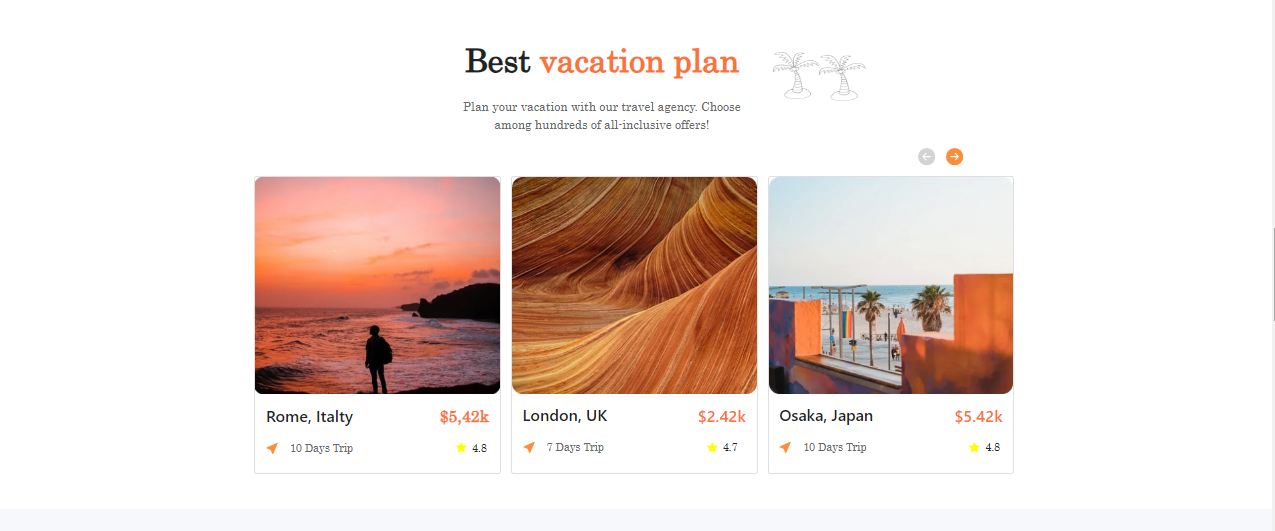 Best vacation plan
Plan your vacation with our travel agency. Choose
among hundreds of all-inclusive offers!
Rome, Italty $5,42k
10 Days Trip 4.8
London, UK $2.42k
7 Days Trip 4.7
Osaka, Japan $5.42k
10 Days Trip 4.8